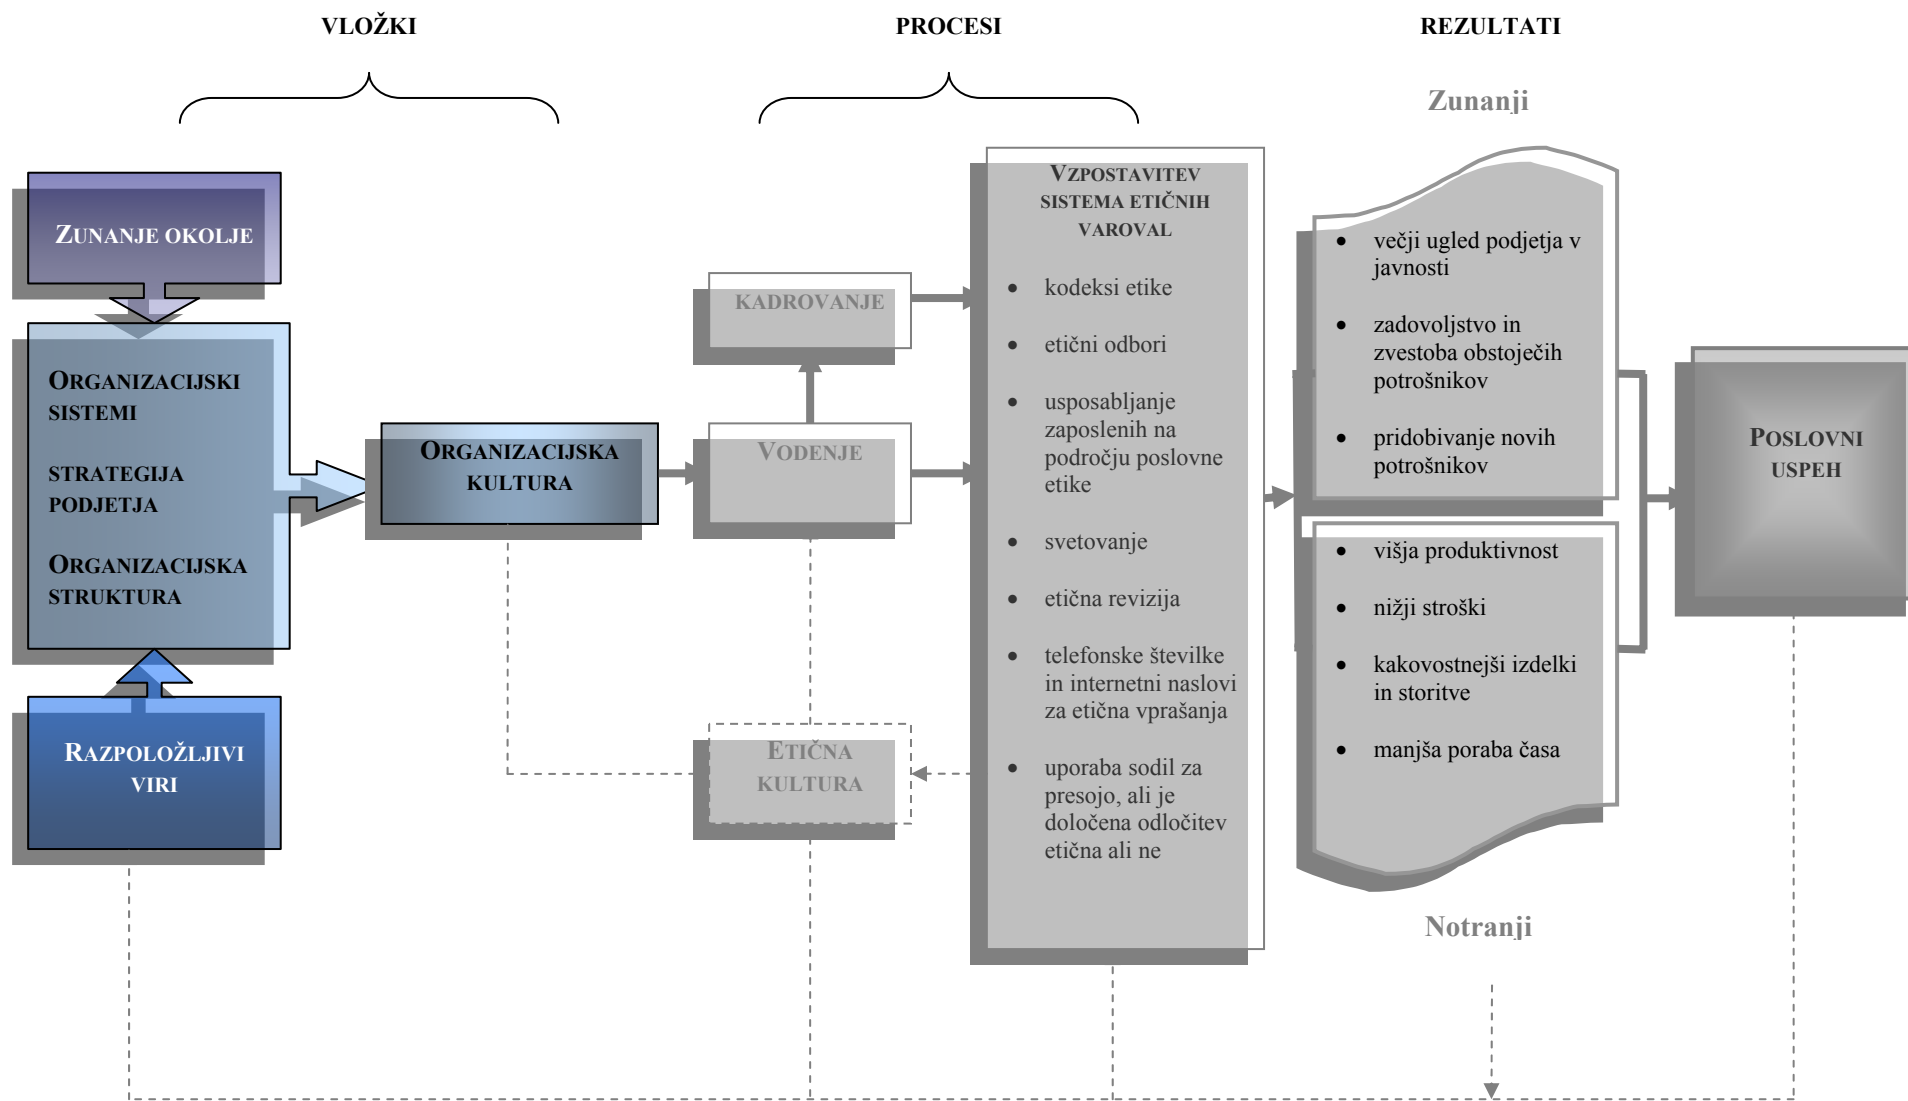 VLOŽKI
PROCESI
REZULTATI
Zunanji
ZUNANJE OKOLJE
ORGANIZACIJSKI
SISTEMI
STRATEGIJA
PODJETJA
ORGANIZACIJSKA
STRUKTURA
RAZPOLOŽLJIVI
VIRI
ORGANIZACIJSKA
KULTURA
KADROVANJE
VODENJE
ETIČNA
KULTURA
VZPOSTAVITEV
SISTEMA ETIČNIH
VAROVAL
• kodeksi etike
• etični odbori
• usposabljanje
zaposlenih na
področju poslovne
etike
• svetovanje
• etična revizija
• telefonske številke
in internetni naslovi
za etična vprašanja
• uporaba sodil za
presojo, ali je
določena odločitev
etična ali ne
• večji ugled podjetja v
javnosti
• zadovoljstvo in
zvestoba obstoječih
potrošnikov
• pridobivanje novih
potrošnikov
• višja produktivnost
• nižji stroški
• kakovostnejši izdelki
in storitve
• manjša poraba časa
Notranji
POSLOVNI
USPEH